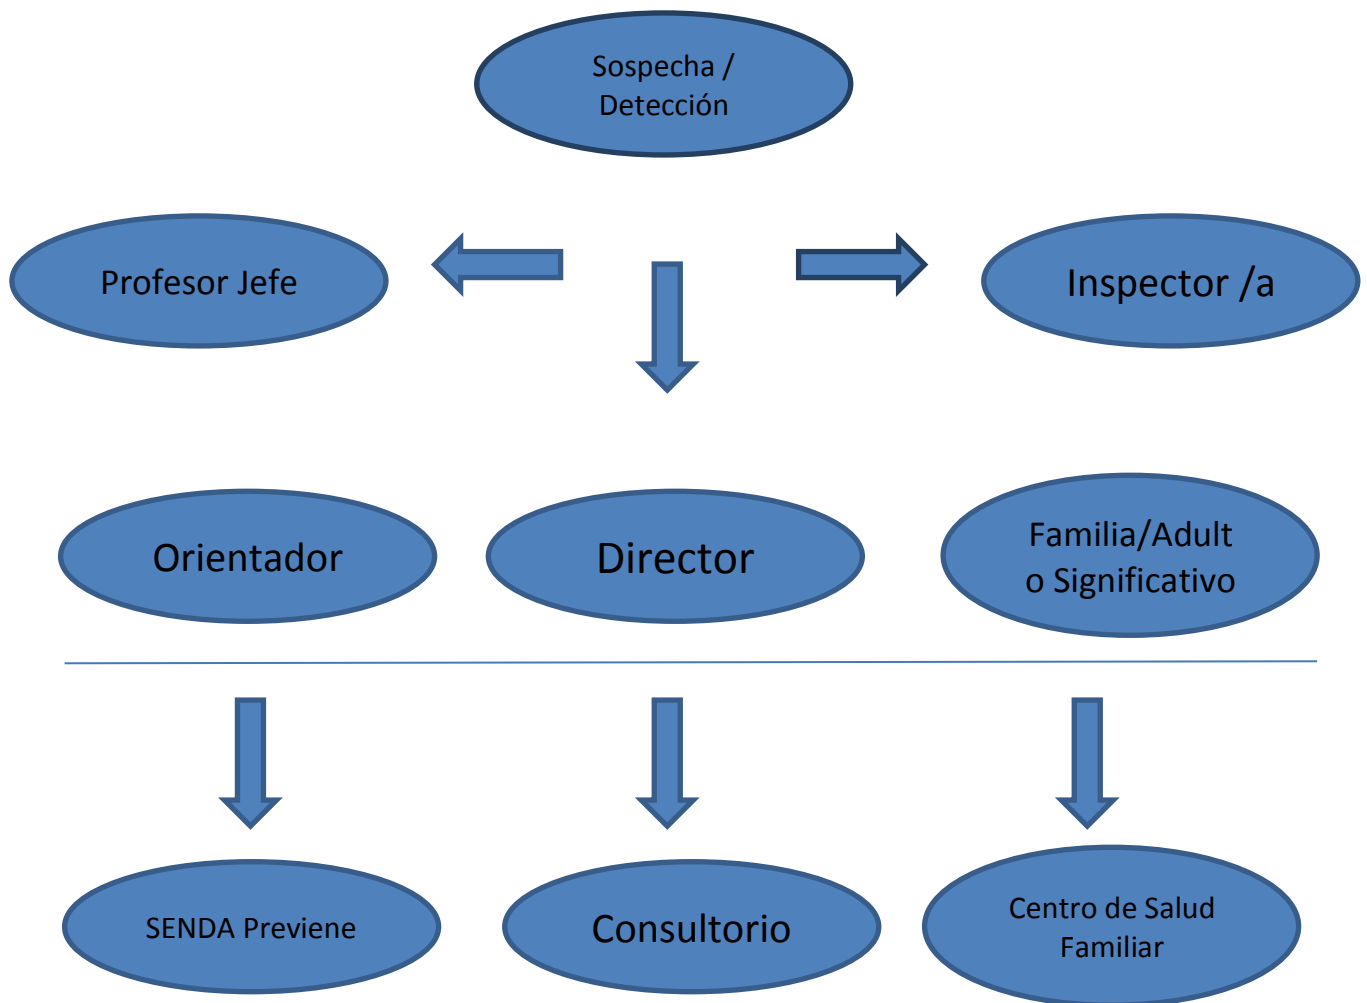 Sospecha /
Detección
Profesor Jefe
Inspector /a
Orientador
Director
Familia/Adult
o Significativo
SENDA Previene
Consultorio
Centro de Salud
Familiar